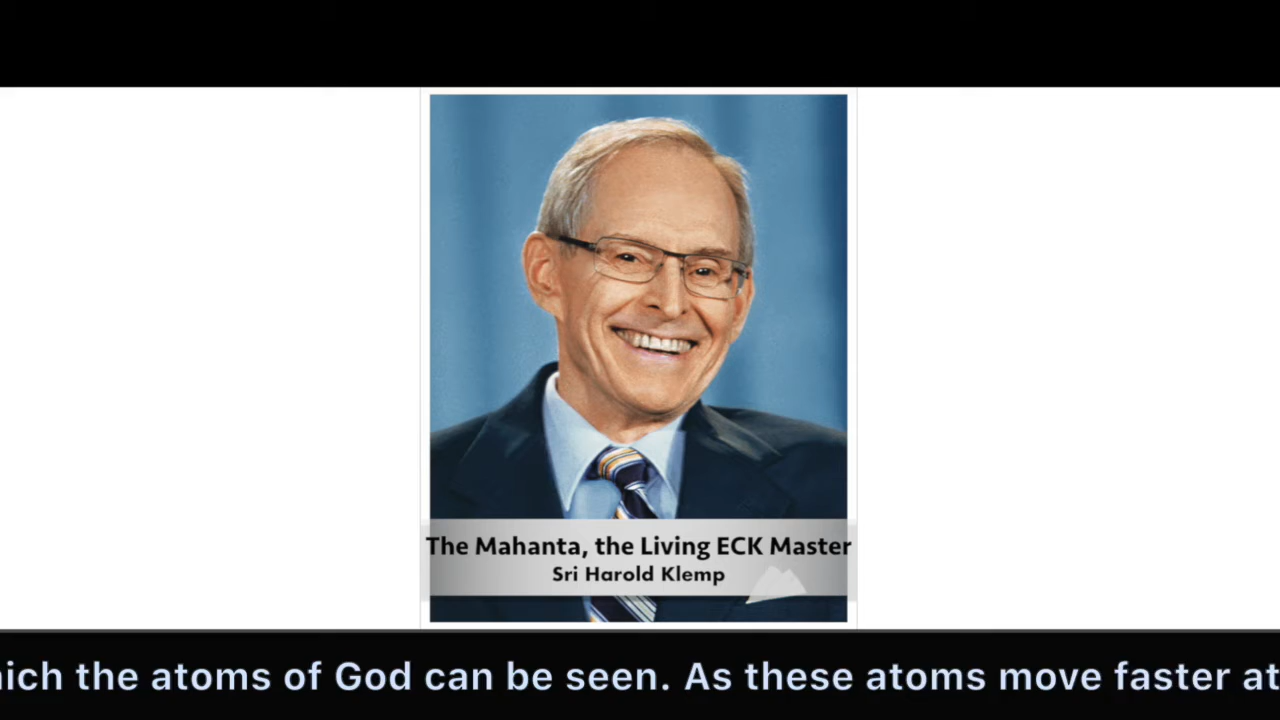 The Mahanta, the Living ECK Master
Sri Harold Klemp
the atoms of God can be seen. As these atoms move faster at